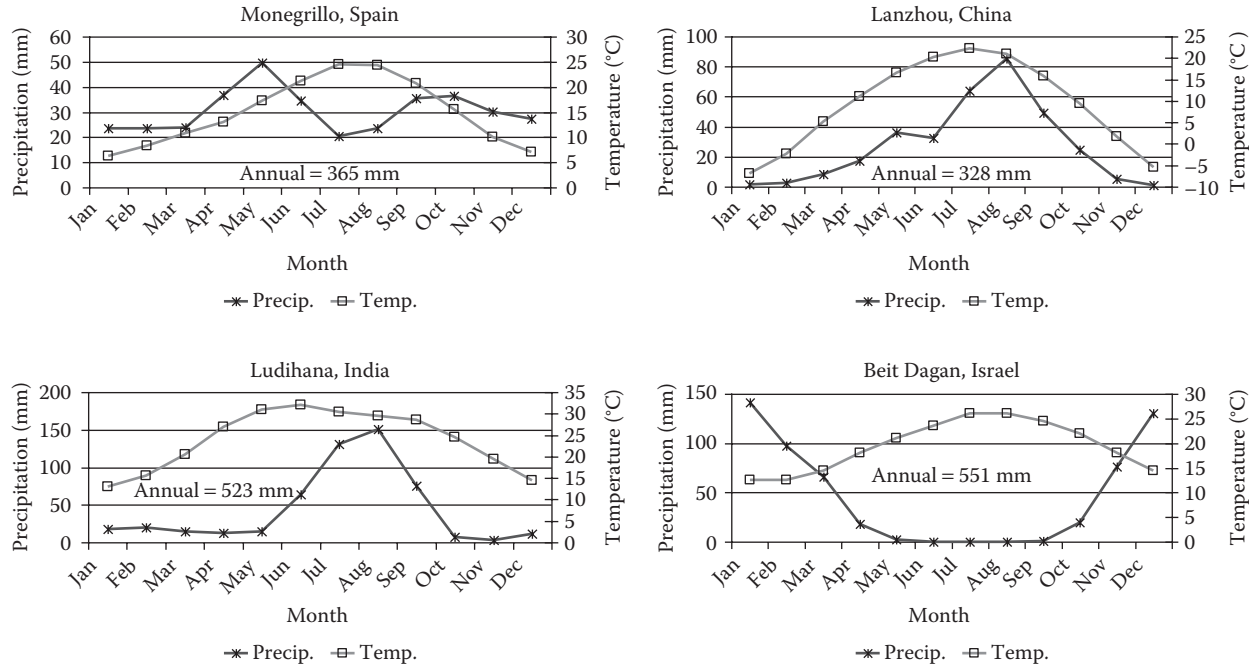 Monegrillo, Spain
Precipitation (mm)
60
50
40
30
20
10
0
30
25
20
15
10
5
0
Temperature (°C)
Annual = 365 mm
Jan
Feb
Mar
Apr
May
Jun
Jul
Aug
Sep
Oct
Nov
Dec
Month
Precip. Temp.
Lanzhou, China
Precipitation (mm)
100
80
60
40
20
0
25
20
15
10
5
0
−5
−10
Temperature (°C )
Annual = 328 mm
Jan
Feb
Mar
Apr
May
Jun
Jul
Aug
Sep
Oct
Nov
Dec
Month
Precip. Temp.
Ludihana, India
Precipitation (mm)
200
150
100
50
0
35
30
25
20
15
10
5
0
Temperature (°C)
Annual = 523 mm
Jan
Feb
Mar
Apr
May
Jun
Jul
Aug
Sep
Oct
Nov
Dec
Month
Precip. Temp.
Beit Dagan, Israel
Precipitation (mm)
150
100
50
0
30
25
20
15
10
5
0
Temperature (°C)
Annual = 551 mm
Jan
Feb
Mar
Apr
May
Jun
Jul
Aug
Sep
Oct
Nov
Dec
Month
Precip. Temp.